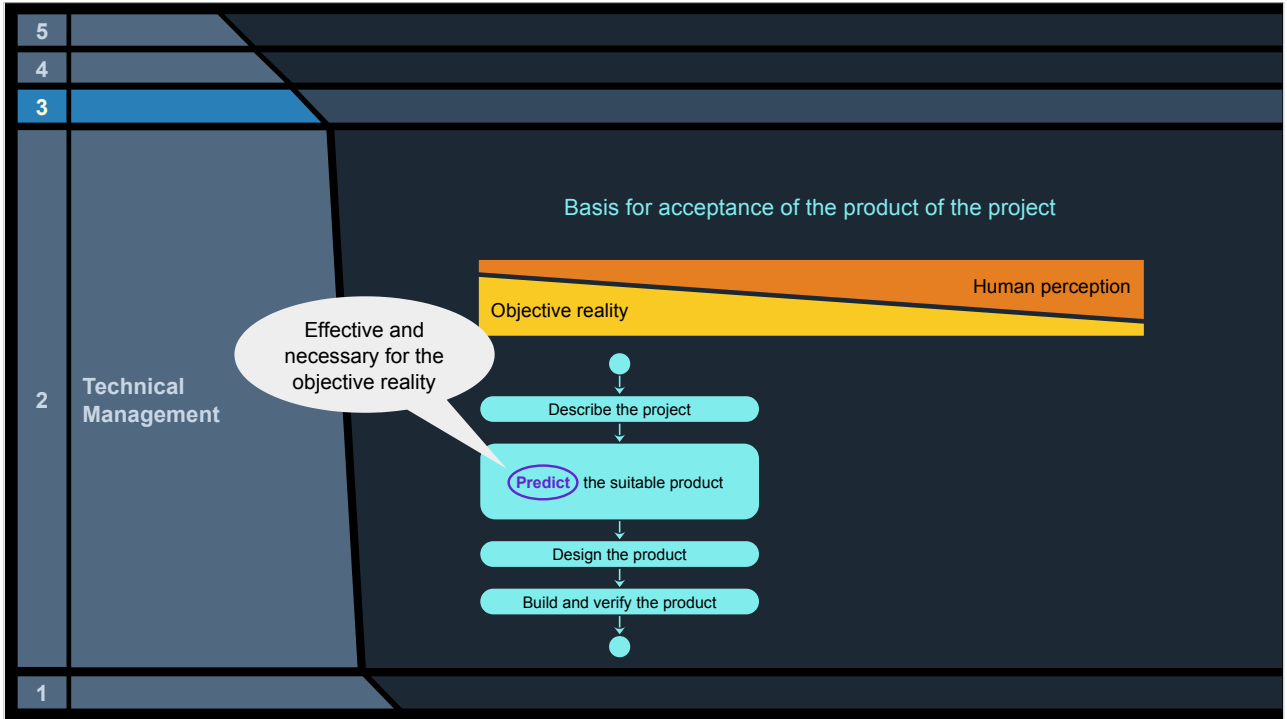 5
4
3
Basis for acceptance of the product of the project
Human perception
Objective reality
Effective and
necessary for the
objective reality
2
Technical
Management
Describe the project
Predict the suitable product
Design the product
Build and verify the product
1